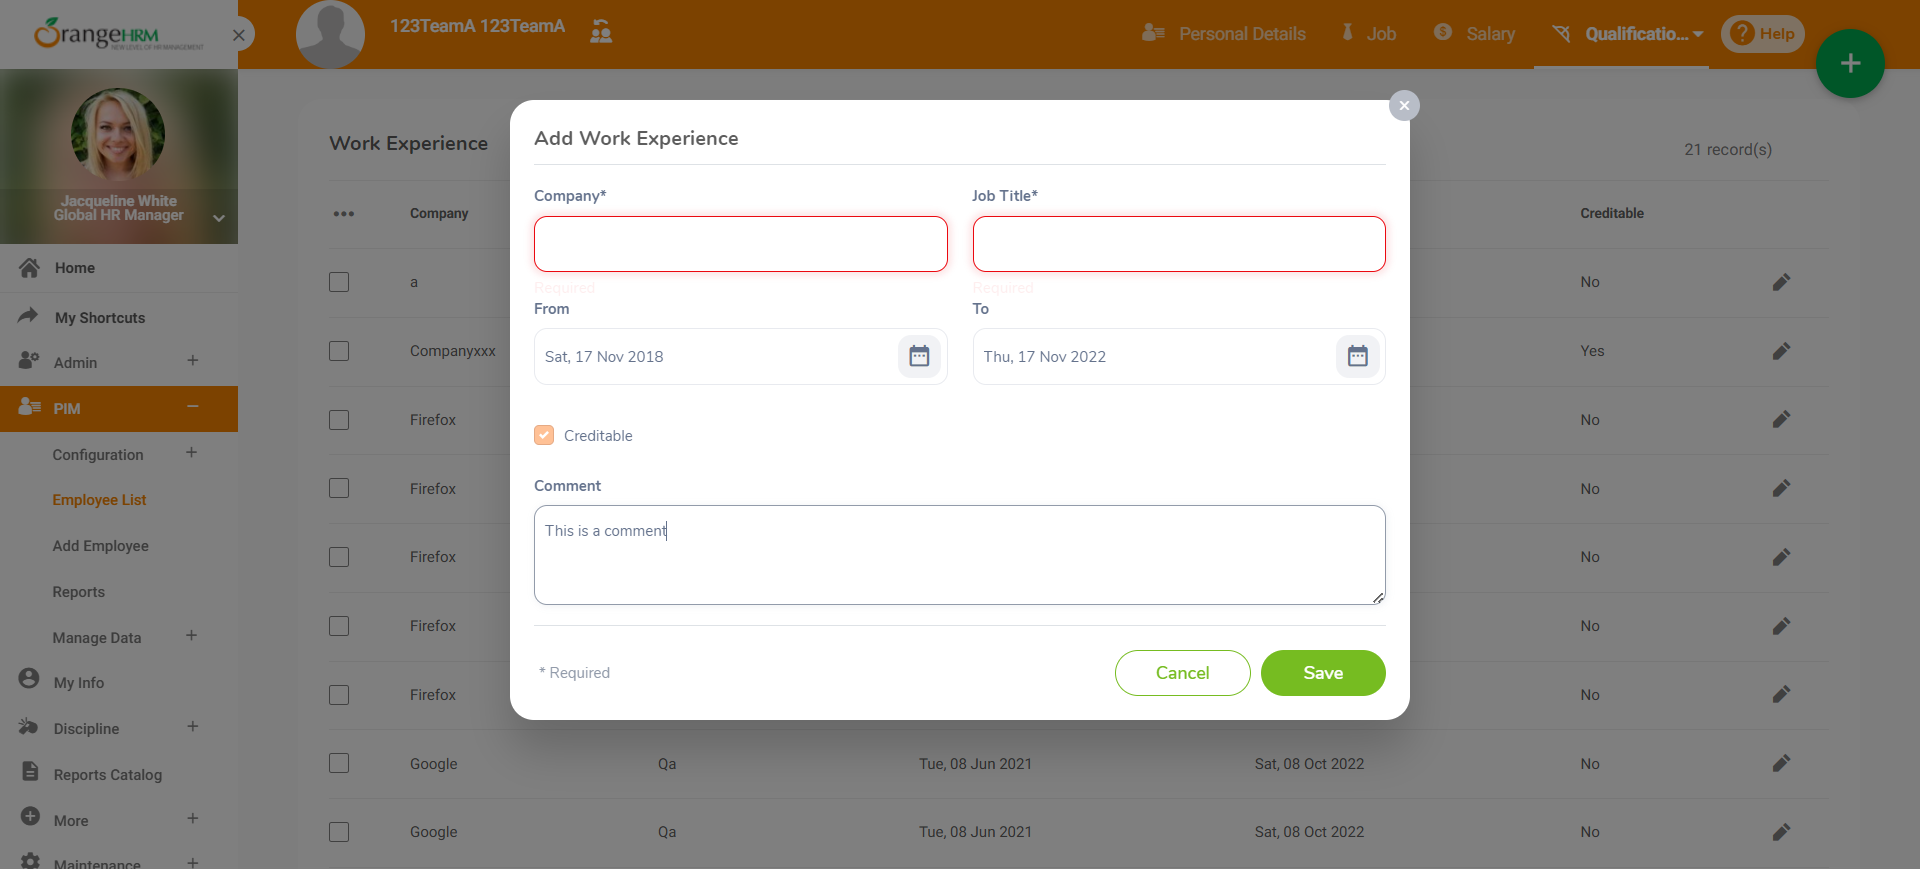 OrangeHRM
NEW LEVEL OF HR MANAGEMENT
123TeamA 123TeamA
Personal Details
Job
Salary
Qualificatio...
Help
Jacqueline White
Global HR Manager
Home
My Shortcuts
Admin
PIM
Configuration
Employee List
Add Employee
Reports
Manage Data
My Info
Discipline
Reports Catalog
More
Maintenance
Work Experience
21 record(s)
Company
Creditable
a
No
Companyxxx
Yes
Firefox
No
Firefox
No
Firefox
No
Firefox
No
Firefox
No
Google
Qa
Tue, 08 Jun 2021
Sat, 08 Oct 2022
No
Google
Qa
Tue, 08 Jun 2021
Sat, 08 Oct 2022
No
Add Work Experience
Company*
Job Title*
Required
Required
From
To
Sat, 17 Nov 2018
Thu, 17 Nov 2022
Creditable
Comment
This is a comment
* Required
Cancel
Save